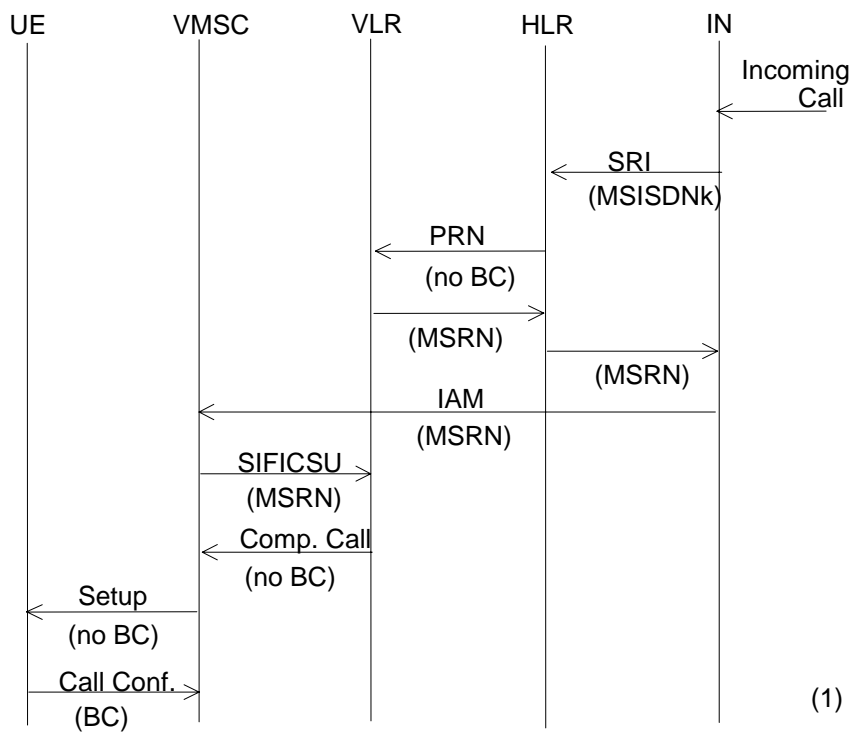 UE VMSC VLR HLR IN
Incoming
Call
SRI
(MSISDNk)
PRN
(no BC)
(MSRN)
(MSRN)
IAM
(MSRN)
SIFICSU
(MSRN)
Comp. Call
(no BC)
Setup
(no BC)
Call Conf.
(BC)
(1)